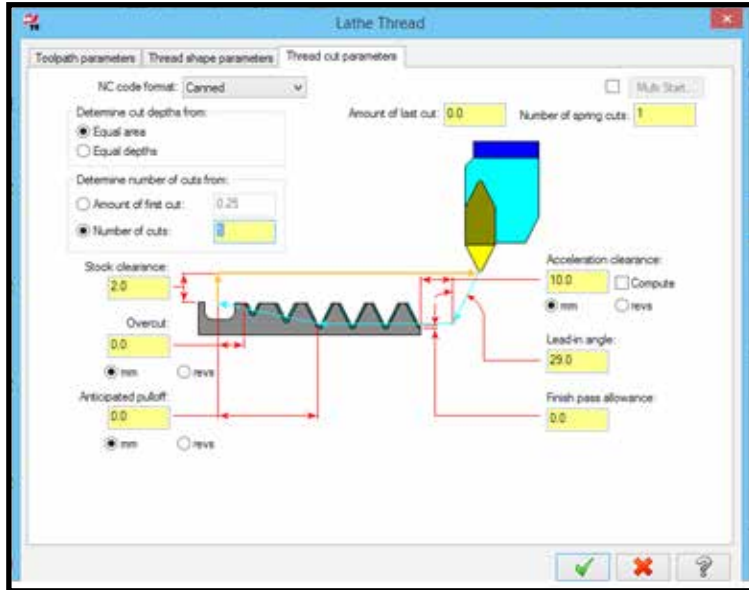 Lathe Thread
Toolpath parameters Thread shape parameters Thread cut parameters
NC code format: Canned
Multi Start...
Determine cut depths from:
Equal area
Equal depths
Amount of last cut: 0.0
Number of spring cuts: 1
Determine number of cuts from:
Amount of first cut: 0.25
Number of cuts:
Stock clearance:
2.0
Overcut:
0.0
mm revs
Anticipated pulloff:
0.0
mm revs
Acceleration clearance:
10.0 Compute
mm revs
Lead-in angle:
29.0
Finish pass allowance:
0.0